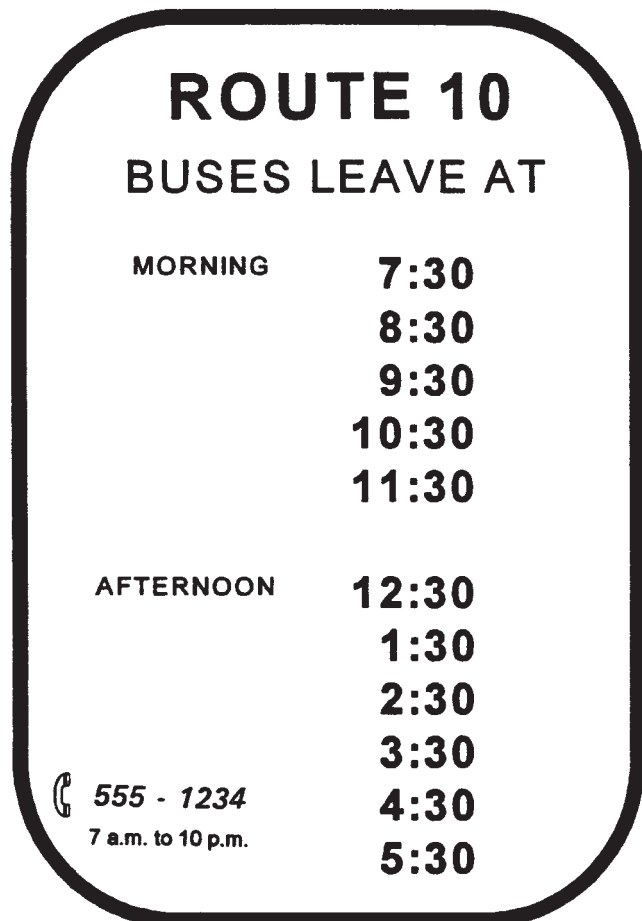 ROUTE 10
BUSES LEAVE AT
MORNING 7:30
8:30
9:30
10:30
11:30
AFTERNOON 12:30
1:30
2:30
3:30
555 - 1234 4:30
7 a.m. to 10 p.m.
5:30